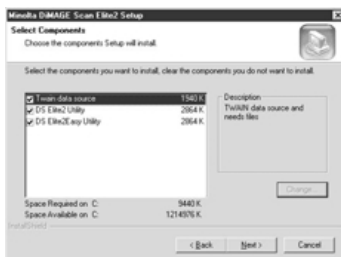 Minolta DiMAGE Scan Elite2 Setup
Select Components
Choose the components Setup will install.
Select the components you want to install, clear the components you do not want to install.
Twain data source 1940 K
DS Elite2 Utility 2864 K
DS Elite2Easy Utility 2864 K
Description
TWAIN data source and
needs files
Change...
Space Required on C: 9440 K
Space Available on C: 1214976 K
InstallShield
< Back
Next >
Cancel